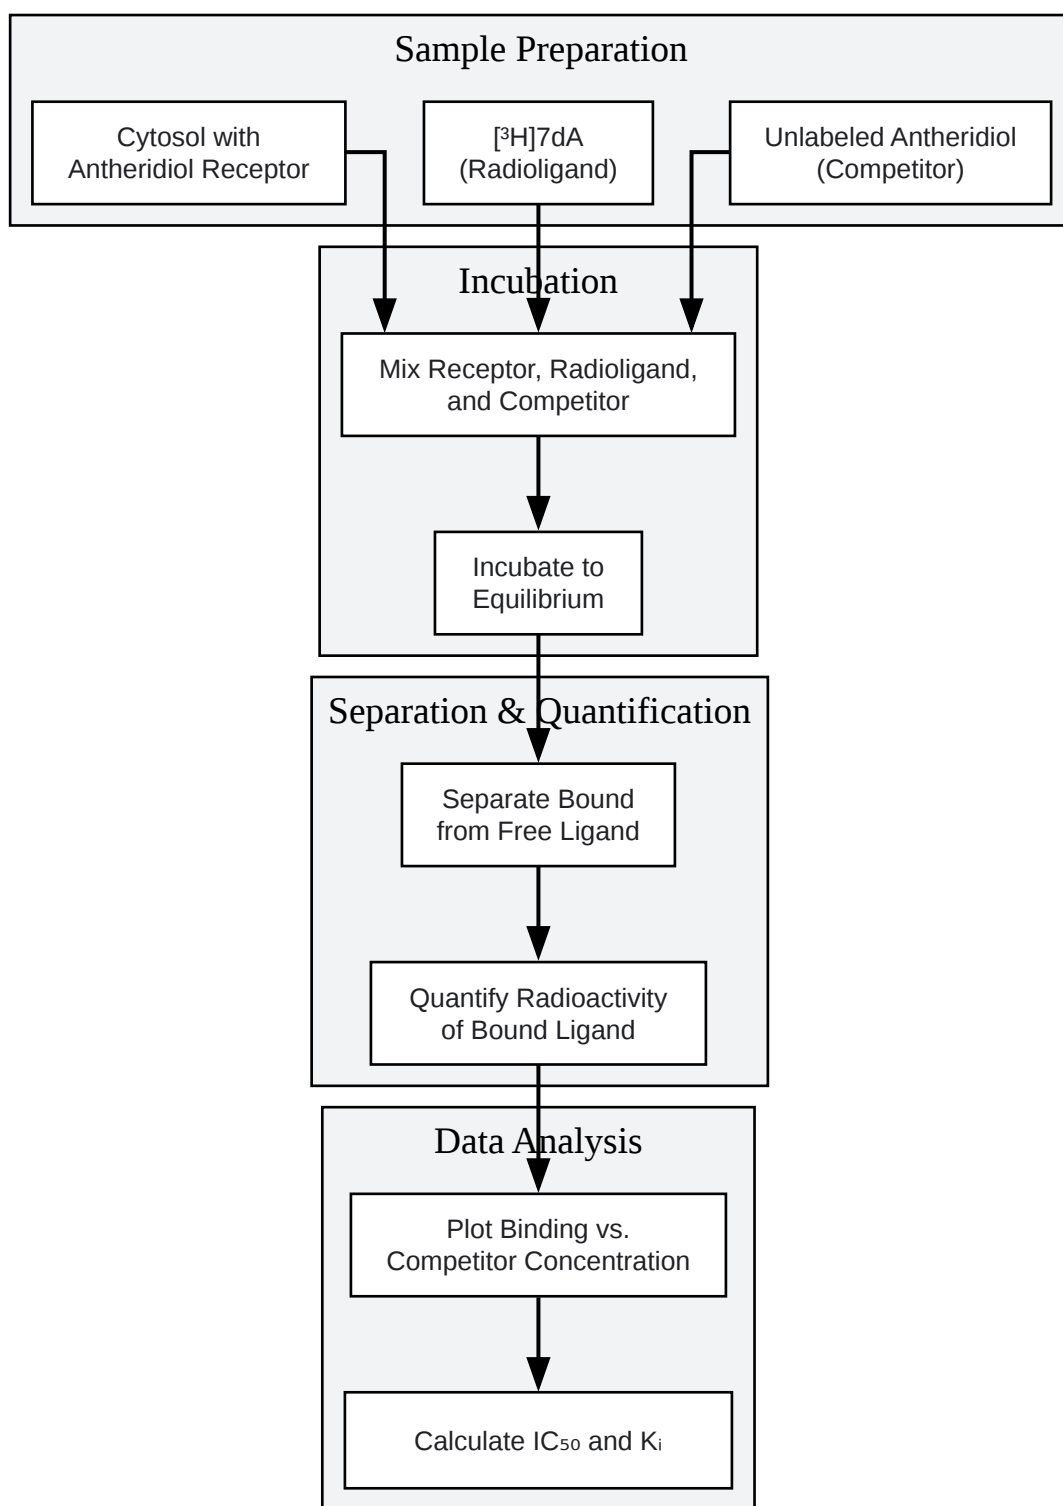 Sample Preparation
Cytosol with
Antheridiol Receptor
[³H]7dA
(Radioligand)
Unlabeled Antheridiol
(Competitor)
Incubation
Mix Receptor, Radioligand,
and Competitor
Incubate to
Equilibrium
Separation & Quantification
Separate Bound
from Free Ligand
Quantify Radioactivity
of Bound Ligand
Data Analysis
Plot Binding vs.
Competitor Concentration
Calculate IC₅₀ and Kᵢ